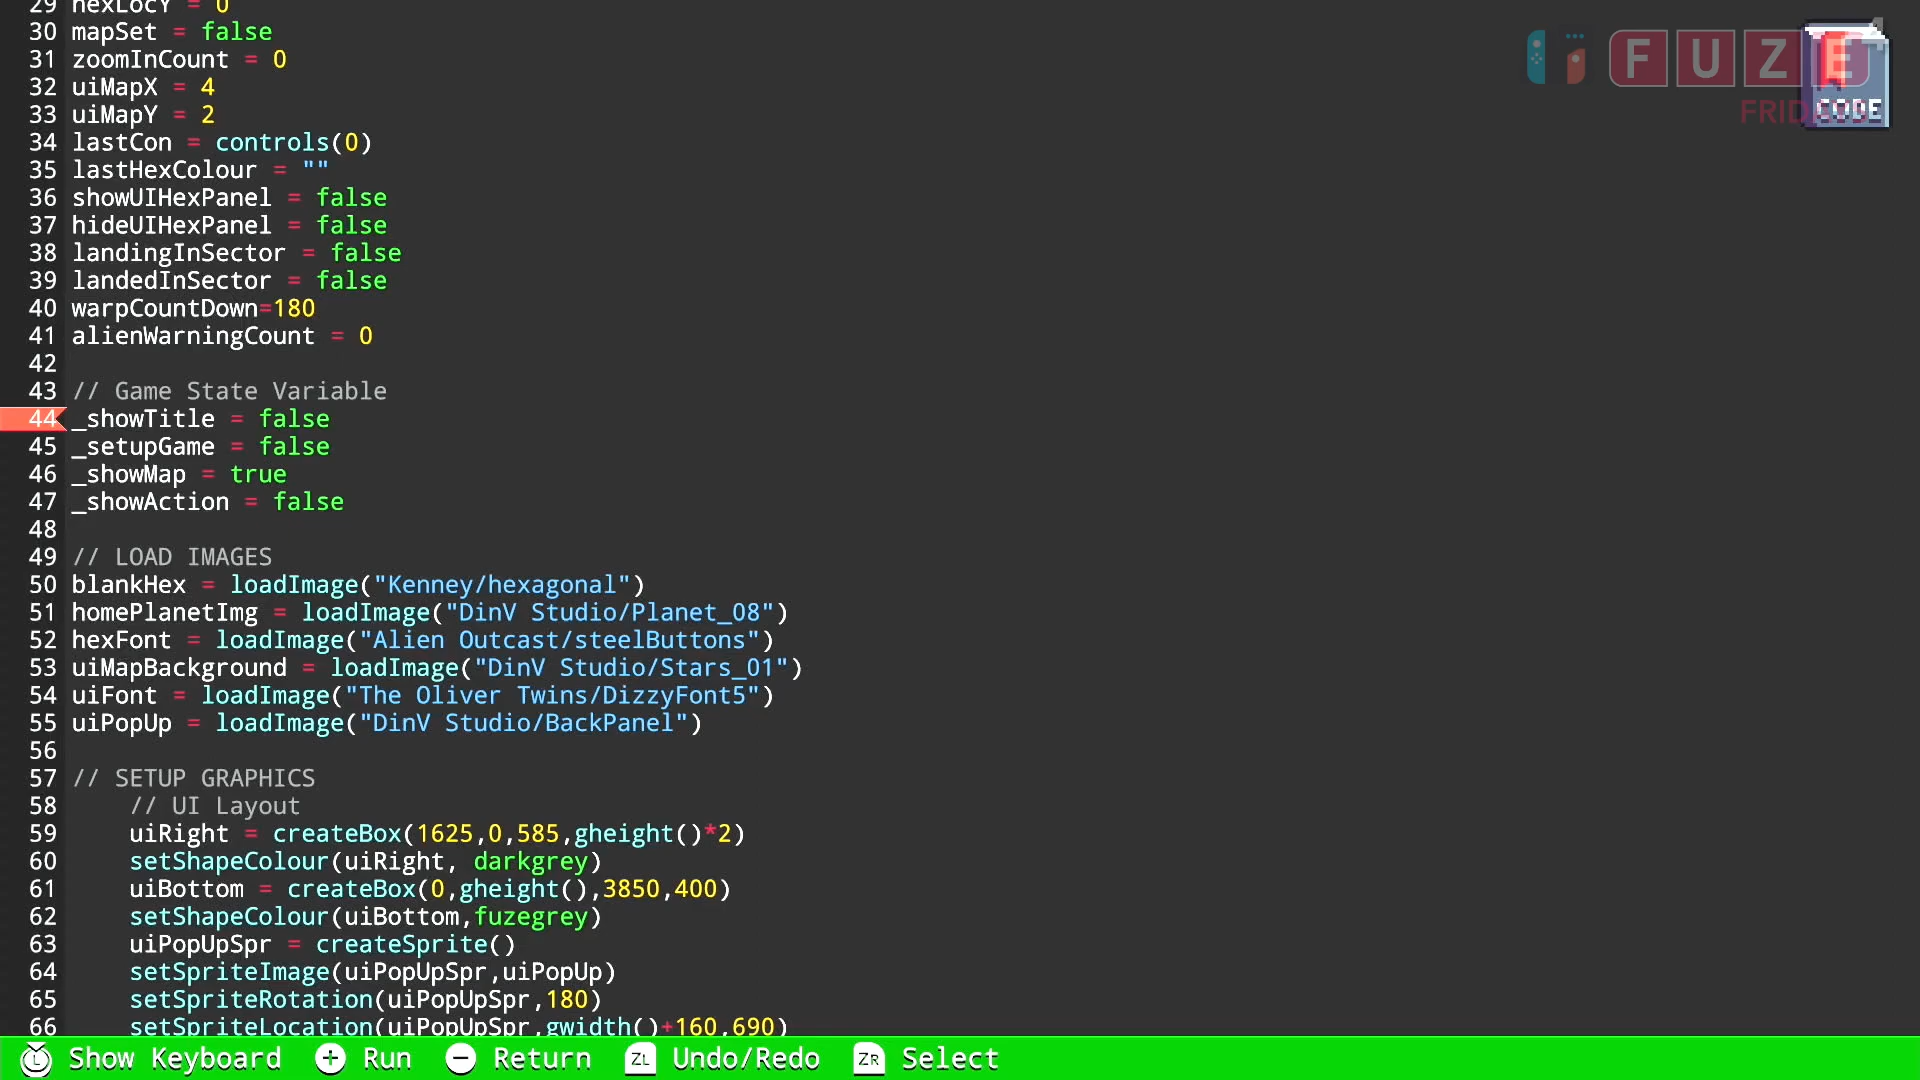 29 hexLocY = 0
30 mapSet = false
31 zoomInCount = 0
32 uiMapX = 4
33 uiMapY = 2
34 lastCon = controls(0)
35 lastHexColour = ""
36 showUIHexPanel = false
37 hideUIHexPanel = false
38 landingInSector = false
39 landedInSector = false
40 warpCountDown=180
41 alienWarningCount = 0
42
43 // Game State Variable
44 _showTitle = false
45 _setupGame = false
46 _showMap = true
47 _showAction = false
48
49 // LOAD IMAGES
50 blankHex = loadImage("Kenney/hexagonal")
51 homePlanetImg = loadImage("DinV Studio/Planet_08")
52 hexFont = loadImage("Alien Outcast/steelButtons")
53 uiMapBackground = loadImage("DinV Studio/Stars_01")
54 uiFont = loadImage("The Oliver Twins/DizzyFont5")
55 uiPopUp = loadImage("DinV Studio/BackPanel")
56
57 // SETUP GRAPHICS
58 // UI Layout
59 uiRight = createBox(1625,0,585,gheight()*2)
60 setShapeColour(uiRight, darkgrey)
61 uiBottom = createBox(0,gheight(),3850,400)
62 setShapeColour(uiBottom,fuzegrey)
63 uiPopUpSpr = createSprite()
64 setSpriteImage(uiPopUpSpr,uiPopUp)
65 setSpriteRotation(uiPopUpSpr,180)
66 setSpriteLocation(uiPopUpSpr,gwidth()+160,690)
FUZE
CODE
L Show Keyboard + Run - Return ZL Undo/Redo ZR Select